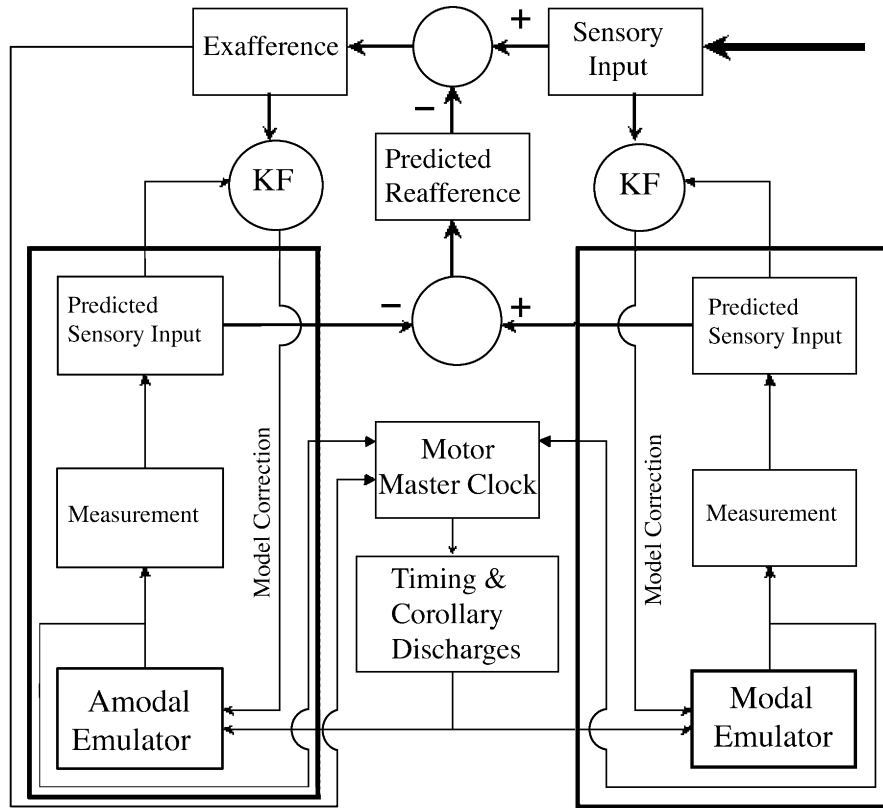 Exafference
+
Sensory
Input
−
Predicted
Reafference
KF
KF
Predicted
Sensory Input
−
+
Predicted
Sensory Input
Model Correction
Motor
Master Clock
Model Correction
Measurement
Measurement
Timing &
Corollary
Discharges
Amodal
Emulator
Modal
Emulator